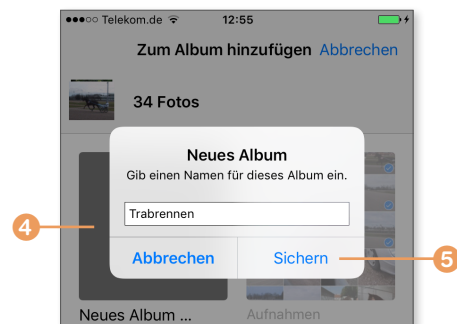 Telekom.de 12:55
Zum Album hinzufügen Abbrechen
34 Fotos
Neues Album
Gib einen Namen für dieses Album ein.
Trabrennen
4
Abbrechen Sichern
5
Neues Album ... Aufnahmen